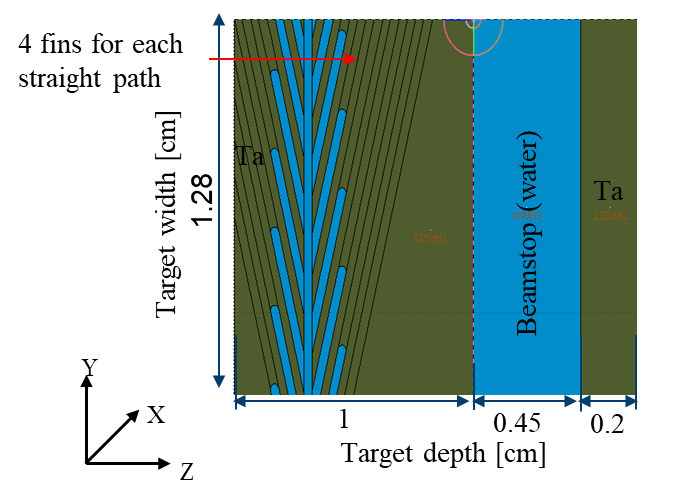 4 fins for each
straight path
Ta
Target width [cm]
1.28
Beamstop (water)
Ta
Y
X
Z
1
0.45
0.2
Target depth [cm]